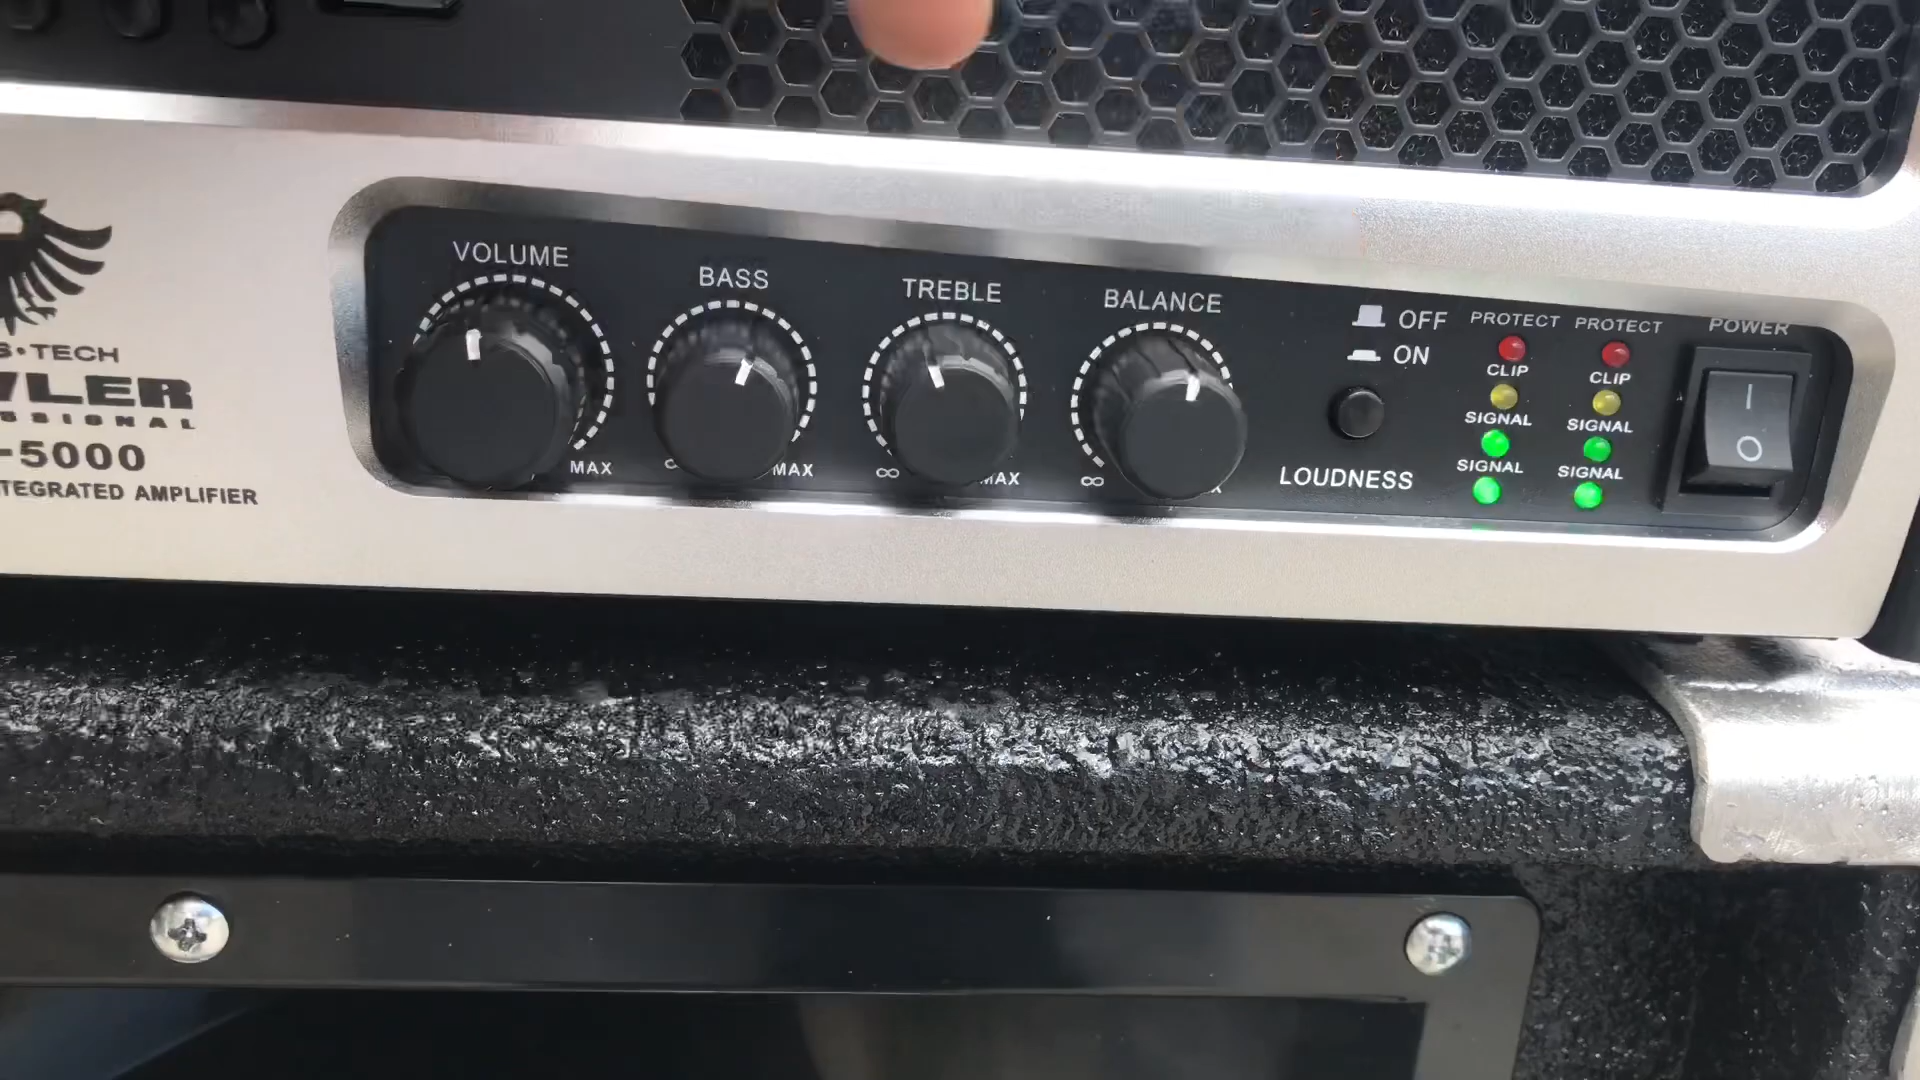 TECH
-5000
TEGRATED AMPLIFIER
VOLUME
MAX
BASS
MAX
TREBLE
∞
MAX
BALANCE
∞
OFF
ON
LOUDNESS
PROTECT PROTECT
CLIP CLIP
SIGNAL SIGNAL
SIGNAL SIGNAL
POWER
I
O